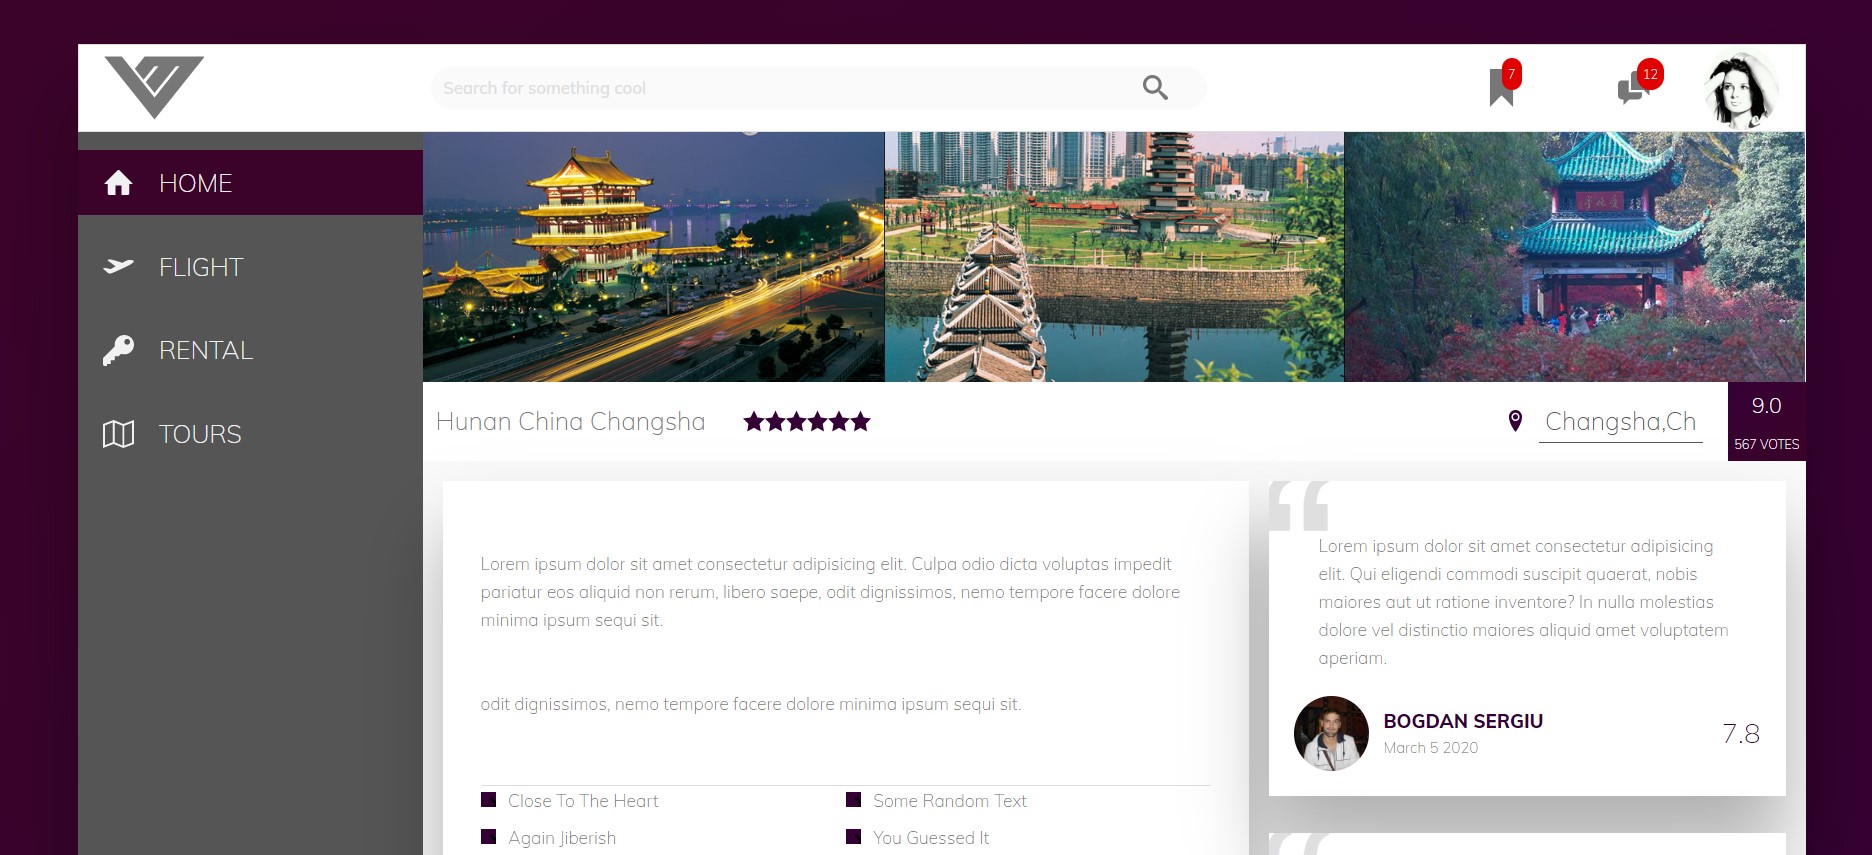 Search for something cool
7
12
HOME
FLIGHT
RENTAL
TOURS
Hunan China Changsha
Changsha,Ch
9.0
567 VOTES
Lorem ipsum dolor sit amet consectetur adipisicing elit. Culpa odio dicta voluptas impedit
pariatur eos aliquid non rerum, libero saepe, odit dignissimos, nemo tempore facere dolore
minima ipsum sequi sit.
odit dignissimos, nemo tempore facere dolore minima ipsum sequi sit.
Close To The Heart
Some Random Text
Again Jiberish
You Guessed It
“
Lorem ipsum dolor sit amet consectetur adipisicing
elit. Qui eligendi commodi suscipit quaerat, nobis
maiores aut ut ratione inventore? In nulla molestias
dolore vel distinctio maiores aliquid amet voluptatem
aperiam.
BOGDAN SERGIU
March 5 2020
7.8